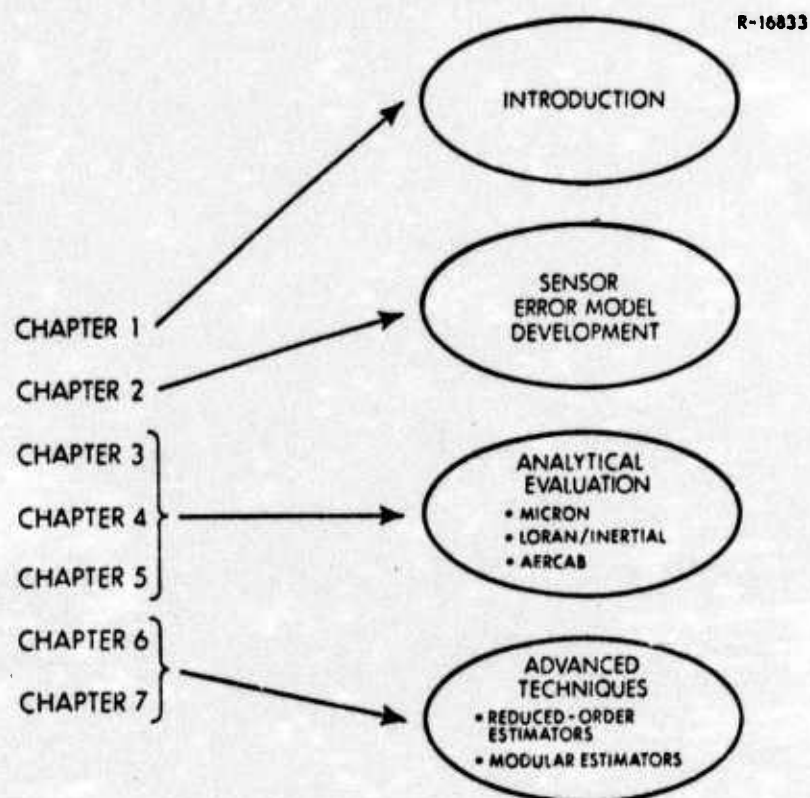 R-16833
INTRODUCTION
SENSOR
ERROR MODEL
DEVELOPMENT
CHAPTER 1
CHAPTER 2
CHAPTER 3
CHAPTER 4
CHAPTER 5
ANALYTICAL
EVALUATION
• MICRON
• LORAN/INERTIAL
• AERCAB
CHAPTER 6
CHAPTER 7
ADVANCED
TECHNIQUES
• REDUCED-ORDER
ESTIMATORS
• MODULAR ESTIMATORS